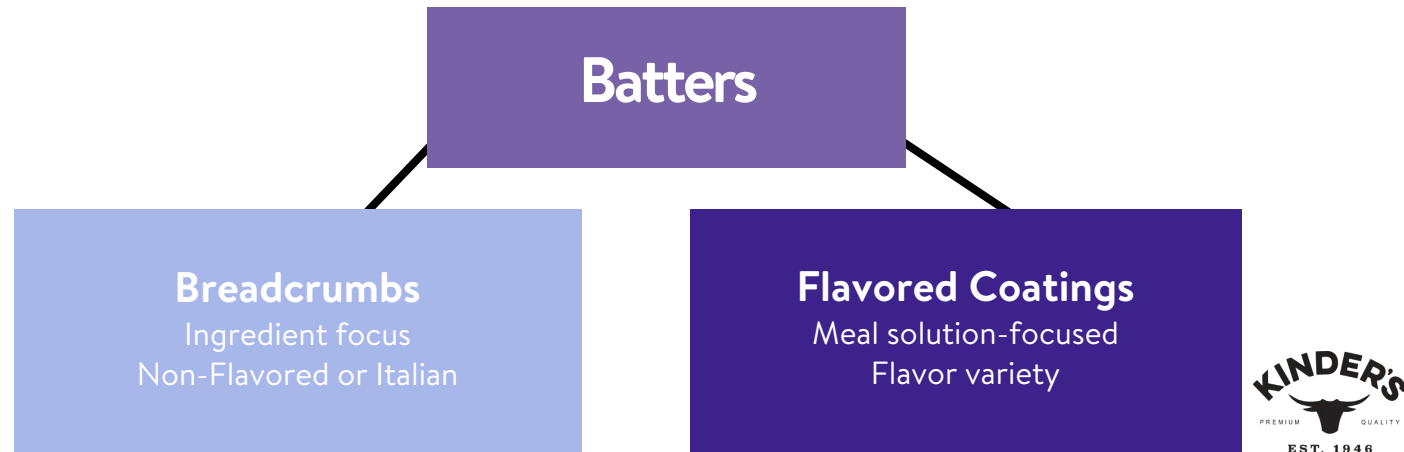 Batters
Breadcrumbs
Ingredient focus
Non-Flavored or Italian
Flavored Coatings
Meal solution-focused
Flavor variety
KINDER'S
PREMIUM QUALITY
EST. 1946